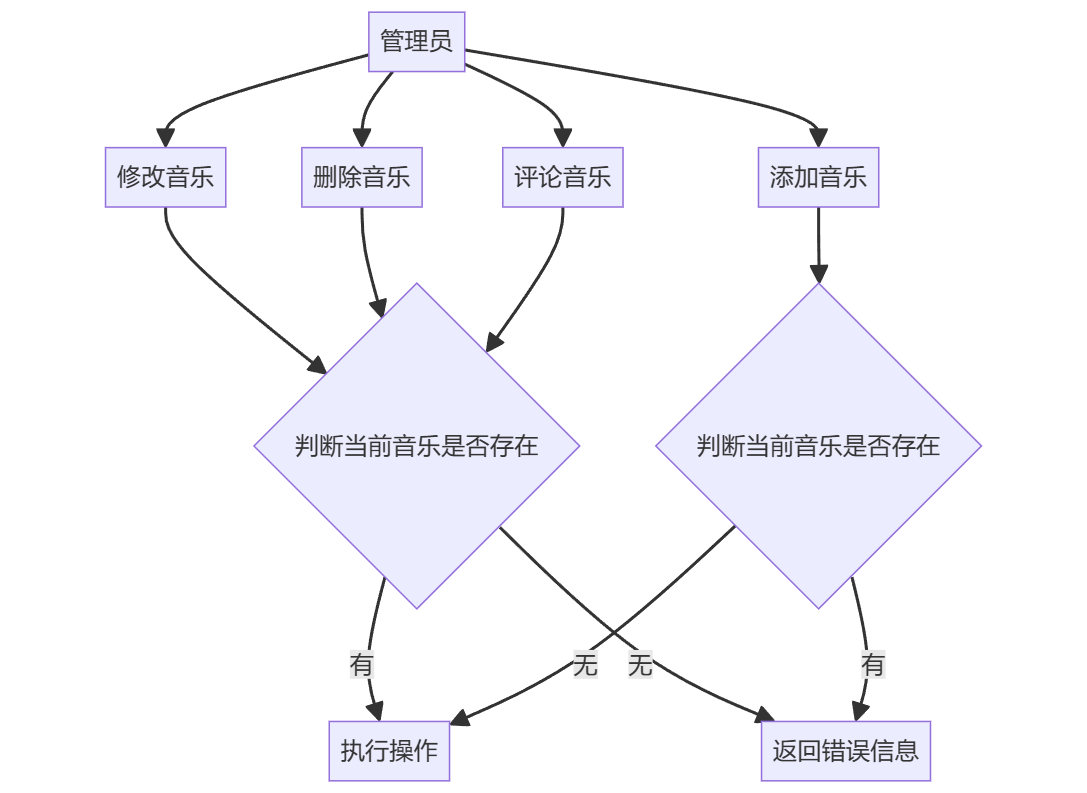 管理员
修改音乐
删除音乐
评论音乐
添加音乐
判断当前音乐是否存在
判断当前音乐是否存在
有
无
无
有
执行操作
返回错误信息